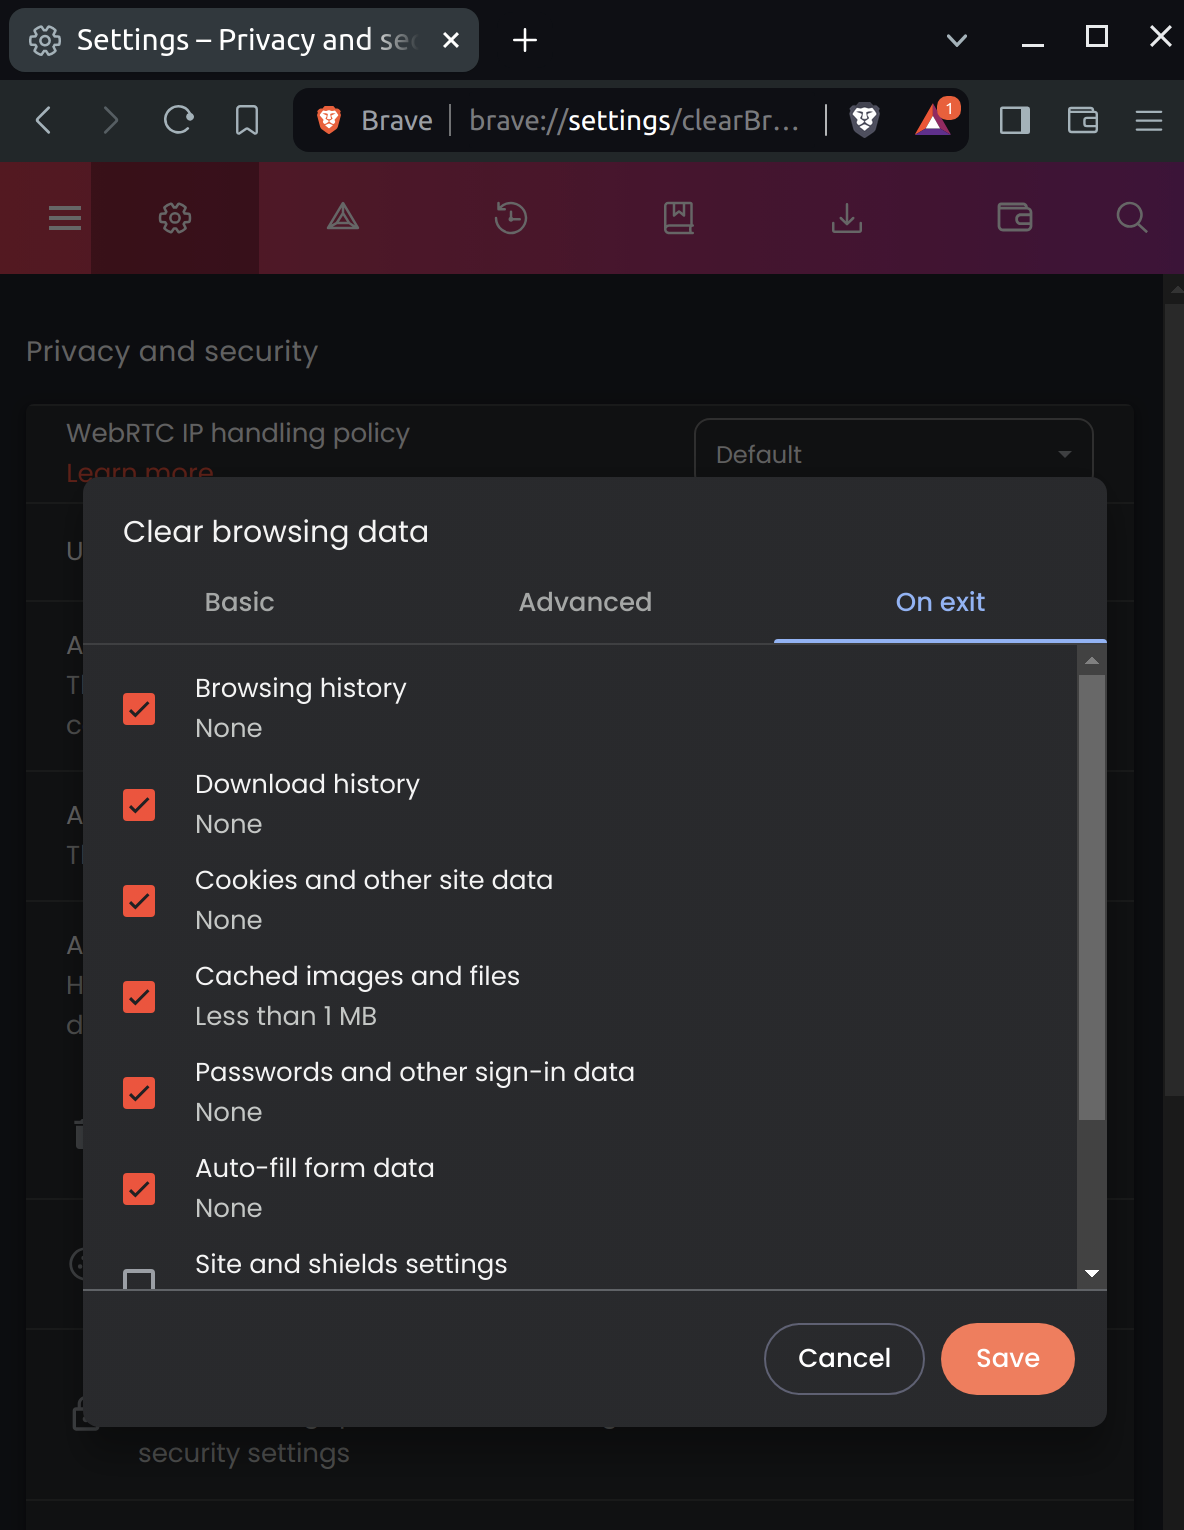 Settings – Privacy and sec
Brave
brave://settings/clearBr...
1
Privacy and security
WebRTC IP handling policy
Default
Learn more
Clear browsing data
Basic
Advanced
On exit
Browsing history
None
Download history
None
Cookies and other site data
None
Cached images and files
Less than 1 MB
Passwords and other sign-in data
None
Auto-fill form data
None
Site and shields settings
Cancel
Save
security settings